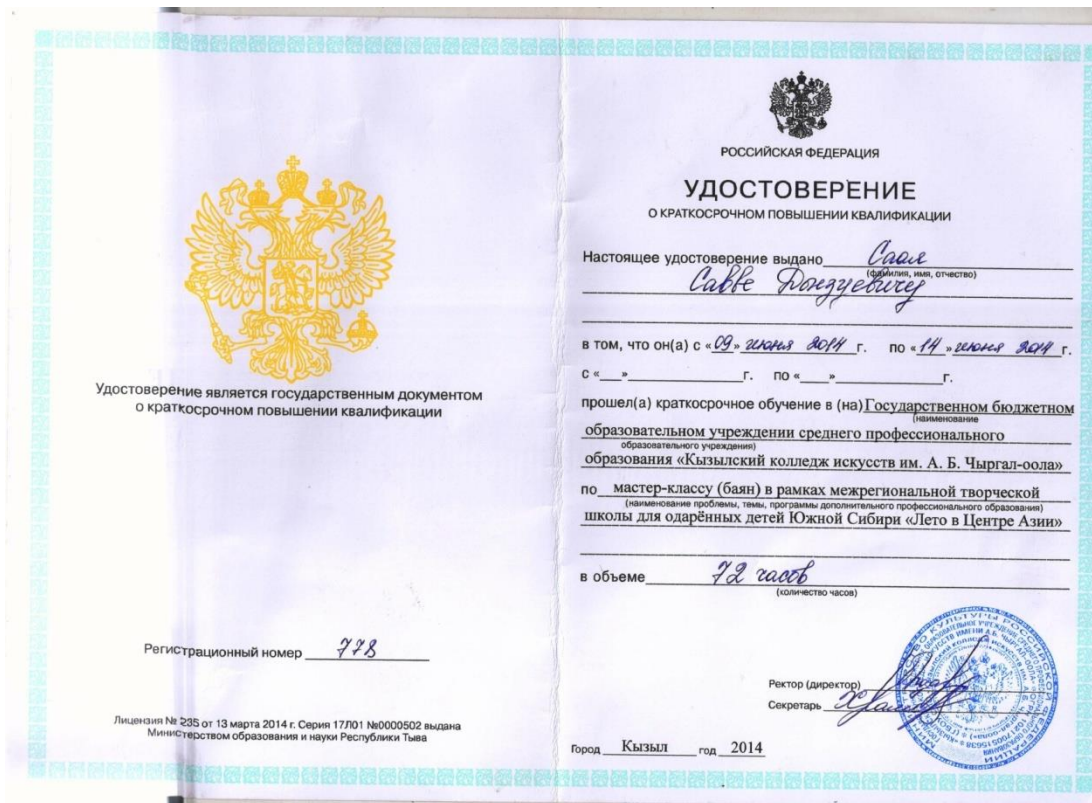 Удостоверение является государственным документом
о краткосрочном повышении квалификации
Регистрационный номер 778
Лицензия № 235 от 13 марта 2014 г. Серия 17Л01 №0000502 выдана
Министерством образования и науки Республики Тыва
РОССИЙСКАЯ ФЕДЕРАЦИЯ
УДОСТОВЕРЕНИЕ
О КРАТКОСРОЧНОМ ПОВЫШЕНИИ КВАЛИФИКАЦИИ
Настоящее удостоверение выдано Саая
(фамилия, имя, отчество)
Савве Донзуевичу
в том, что он(а) с «09» июня 2014 г. по «14» июня 2014 г.
с « » г. по « » г.
прошел(а) краткосрочное обучение в (на) Государственном бюджетном
(наименование
образовательном учреждении среднего профессионального
образовательного учреждения)
образования «Кызылский колледж искусств им. А. Б. Чыргал-оола»
по мастер-классу (баян) в рамках межрегиональной творческой
(наименование проблемы, темы, программы дополнительного профессионального образования)
школы для одарённых детей Южной Сибири «Лето в Центре Азии»
в объеме 72 часов
(количество часов)
Ректор (директор)
Секретарь
Город Кызыл год 2014